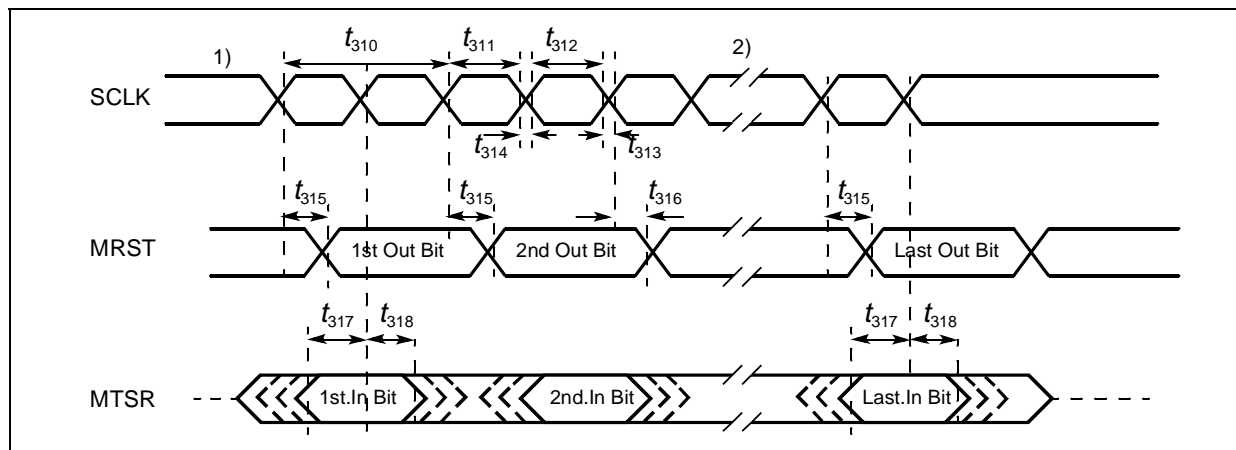 1) t310 t311 t312 2)
SCLK
t314 t313
t315 t315 t316 t315
MRST 1st Out Bit 2nd Out Bit Last Out Bit
t317 t318 t317 t318
MTSR 1st.In Bit 2nd.In Bit Last.In Bit